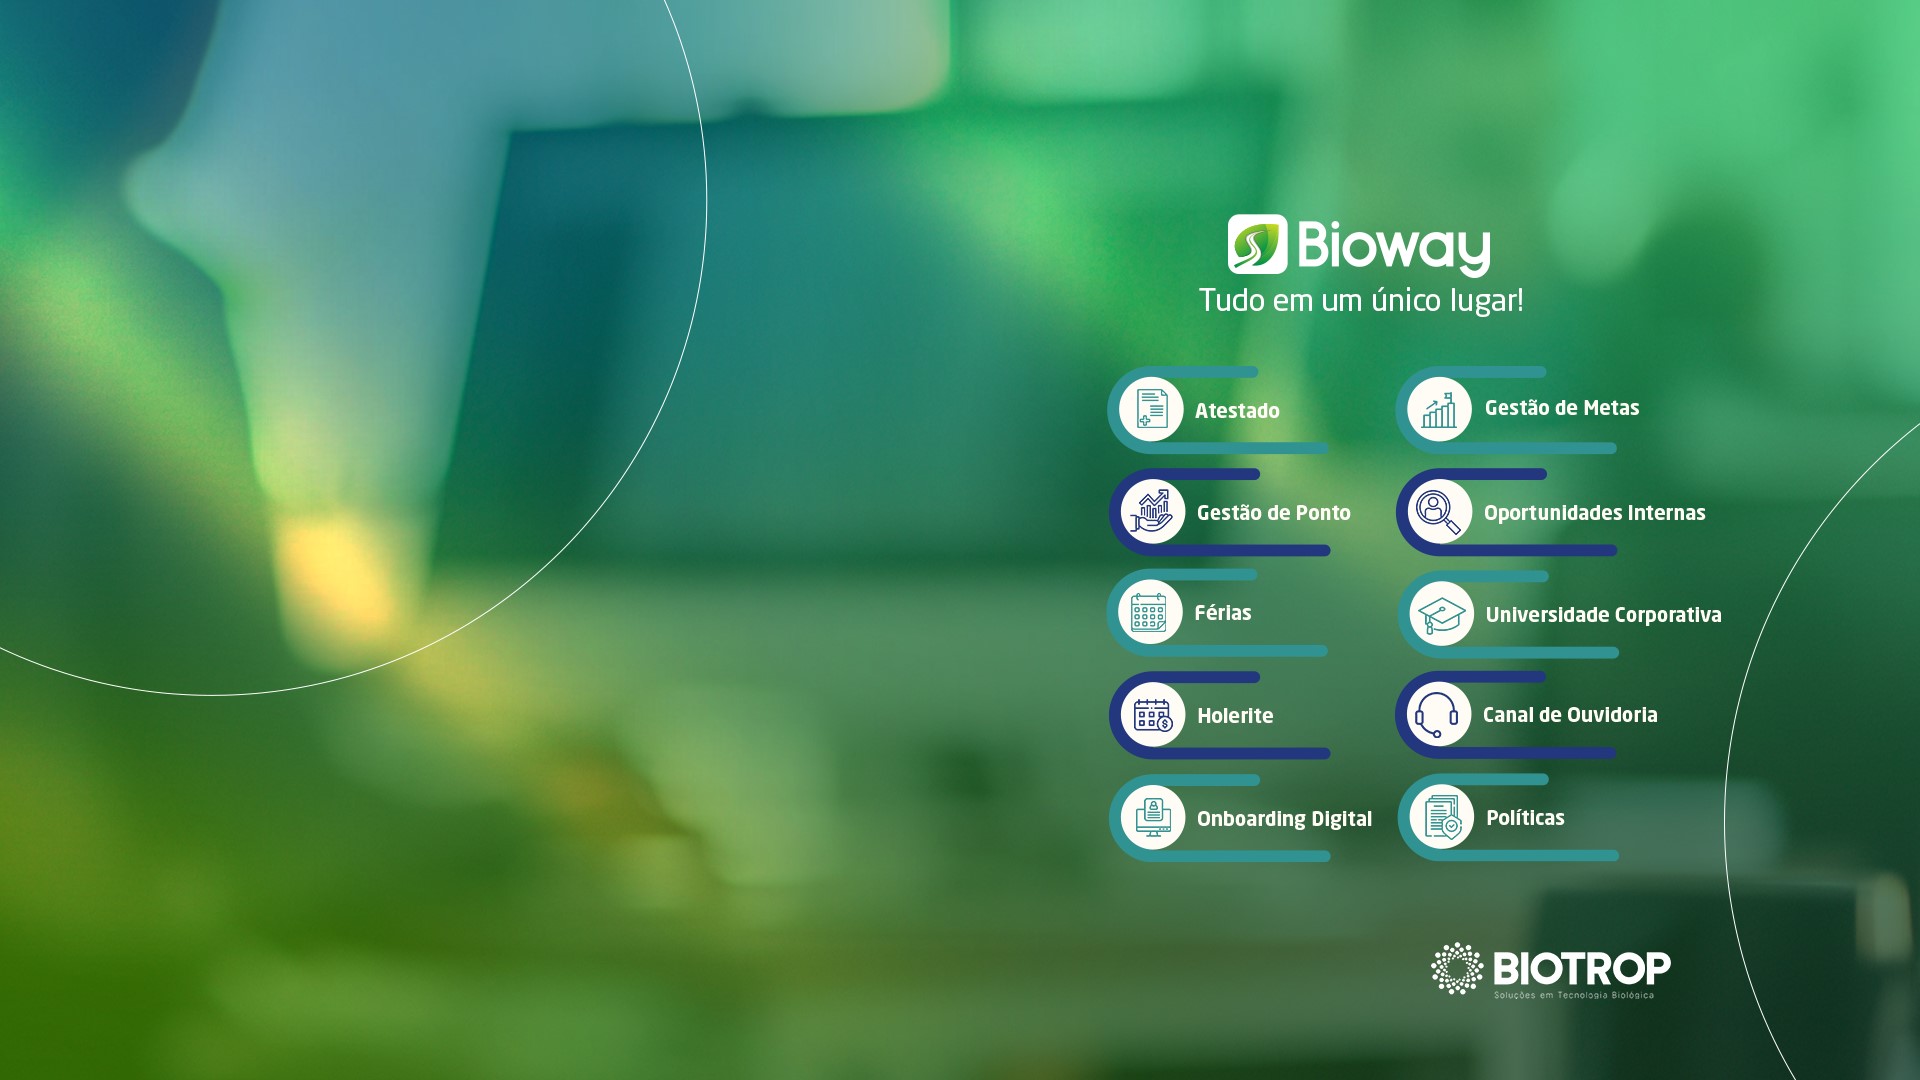 Bioway
Tudo em um único lugar!
Atestado
Gestão de Ponto
Férias
Holerite
Onboarding Digital
Gestão de Metas
Oportunidades Internas
Universidade Corporativa
Canal de Ouvidoria
Políticas
BIOTROP
Soluções em Tecnologia Biológica